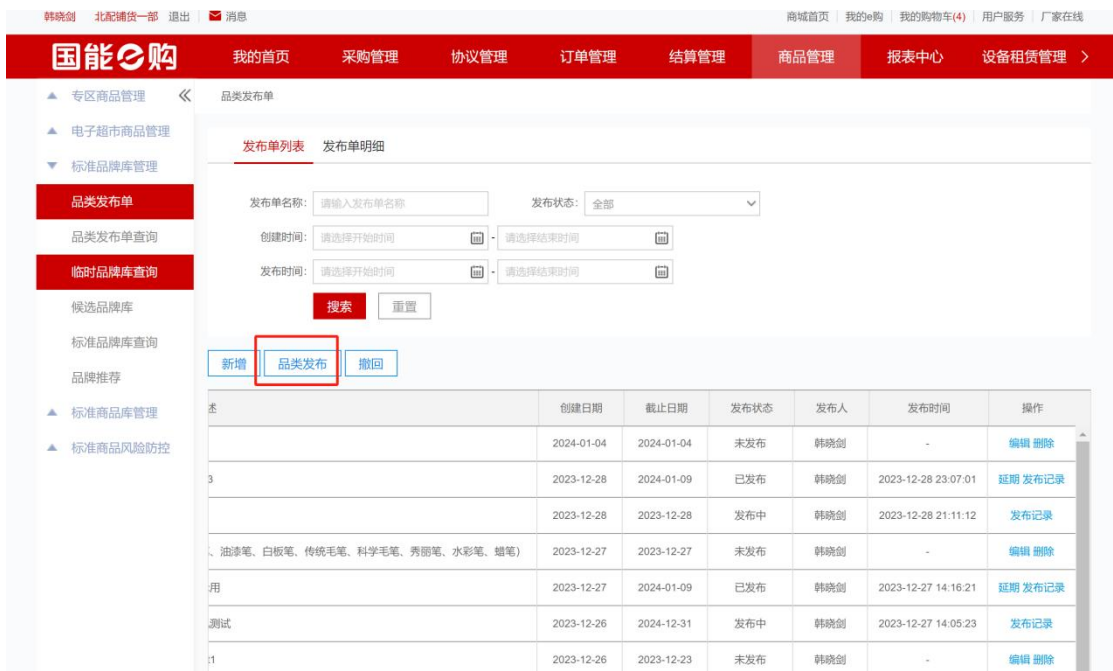 韩晓剑 北配铺货一部 退出 消息 商城首页 我的e购 我的购物车(4) 用户服务 厂家在线
国能e购 我的首页 采购管理 协议管理 订单管理 结算管理 商品管理 报表中心 设备租赁管理
专区商品管理 品类发布单
电子超市商品管理
发布单列表 发布单明细
标准品牌库管理
品类发布单 发布单名称: 请输入发布单名称 发布状态: 全部
品类发布单查询 创建时间: 请选择开始时间 - 请选择结束时间
临时品牌库查询 发布时间: 请选择开始时间 - 请选择结束时间
候选品牌库 搜索 重置
标准品牌库查询
新增 品类发布 撤回
品牌推荐
标准商品库管理 述 创建日期 截止日期 发布状态 发布人 发布时间 操作
标准商品风险防控 2024-01-04 2024-01-04 未发布 韩晓剑 - 编辑 删除
3 2023-12-28 2024-01-09 已发布 韩晓剑 2023-12-28 23:07:01 延期 发布记录
2023-12-28 2023-12-28 发布中 韩晓剑 2023-12-28 21:11:12 发布记录
、油漆笔、白板笔、传统毛笔、科学毛笔、秀丽笔、水彩笔、蜡笔) 2023-12-27 2023-12-27 未发布 韩晓剑 - 编辑 删除
用 2023-12-27 2024-01-09 已发布 韩晓剑 2023-12-27 14:16:21 延期 发布记录
测试 2023-12-26 2024-12-31 发布中 韩晓剑 2023-12-27 14:05:23 发布记录
1 2023-12-26 2023-12-23 未发布 韩晓剑 - 编辑 删除